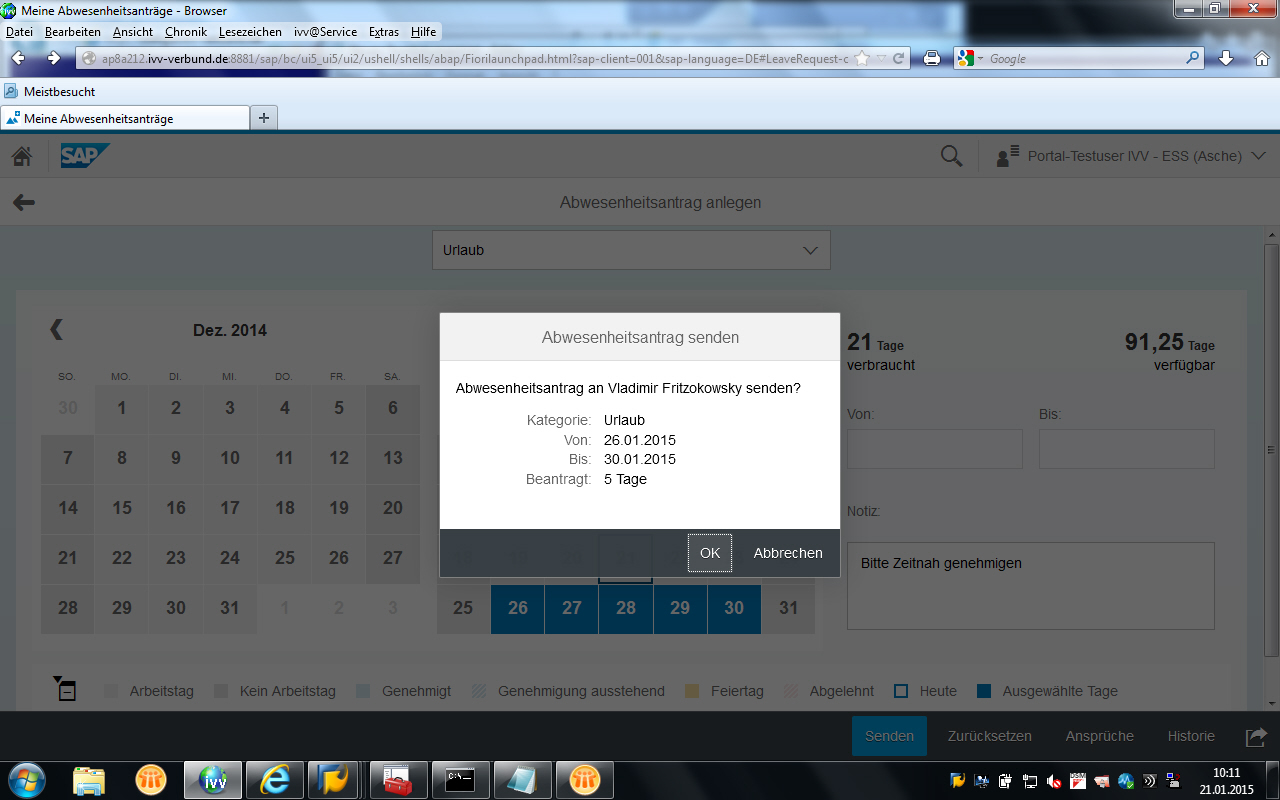 Meine Abwesenheitsanträge - Browser
Datei Bearbeiten Ansicht Chronik Lesezeichen ivv@Service Extras Hilfe
ap8a212.ivv-verbund.de:8881/sap/bc/ui5_ui5/ui2/ushell/shells/abap/Fiorilaunchpad.html?sap-client=001&sap-language=DE#LeaveRequest-c
Google
Meistbesucht
Meine Abwesenheitsanträge
SAP
Portal-Testuser IVV - ESS (Asche)
Abwesenheitsantrag anlegen
Urlaub
Dez. 2014
SO. MO. DI. MI. DO. FR. SA.
30 1 2 3 4 5 6
7 8 9 10 11 12 13
14 15 16 17 18 19 20
21 22 23 24 25 26 27
28 29 30 31 1 2 3
Abwesenheitsantrag senden
Abwesenheitsantrag an Vladimir Fritzokowsky senden?
Kategorie: Urlaub
Von: 26.01.2015
Bis: 30.01.2015
Beantragt: 5 Tage
OK Abbrechen
25 26 27 28 29 30 31
21 Tage
verbraucht
91,25 Tage
verfügbar
Von: Bis:
Notiz:
Bitte Zeitnah genehmigen
Arbeitstag Kein Arbeitstag Genehmigt Genehmigung ausstehend Feiertag Abgelehnt Heute Ausgewählte Tage
Senden Zurücksetzen Ansprüche Historie
ivv
C:\_
10:11
21.01.2015